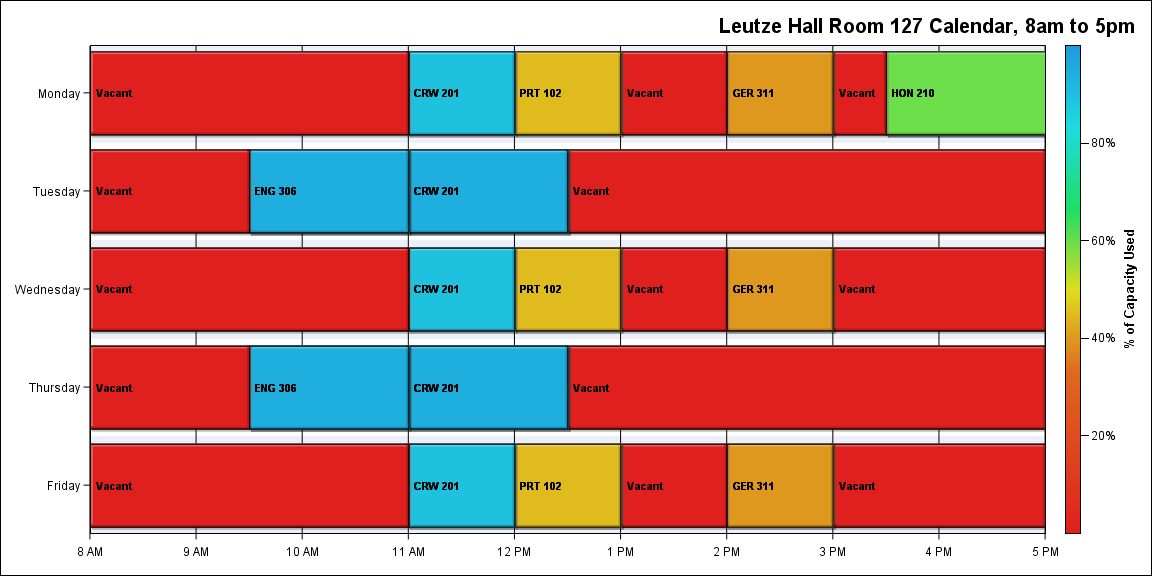 Leutze Hall Room 127 Calendar, 8am to 5pm
Monday
Vacant
CRW 201
PRT 102
Vacant
GER 311
Vacant
HON 210
Tuesday
Vacant
ENG 306
CRW 201
Vacant
Wednesday
Vacant
CRW 201
PRT 102
Vacant
GER 311
Vacant
Thursday
Vacant
ENG 306
CRW 201
Vacant
Friday
Vacant
CRW 201
PRT 102
Vacant
GER 311
Vacant
8 AM
9 AM
10 AM
11 AM
12 PM
1 PM
2 PM
3 PM
4 PM
5 PM
80%
60%
40%
20%
% of Capacity Used